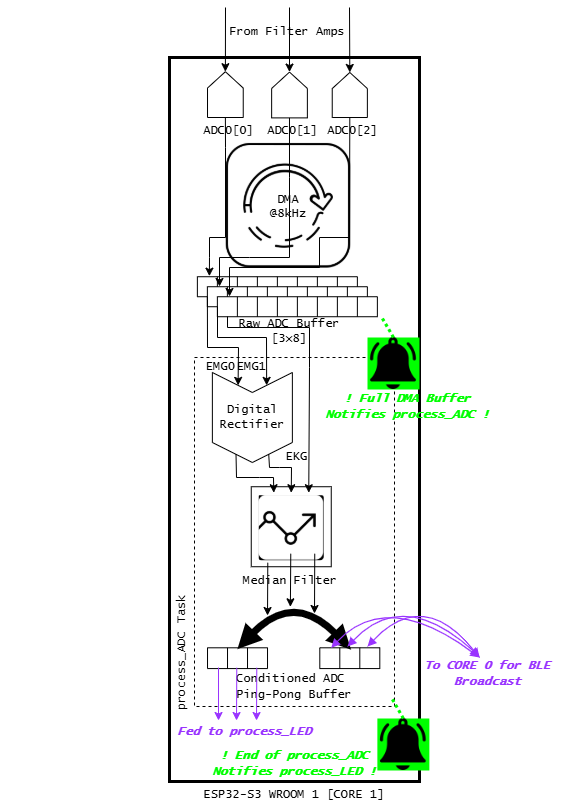 From Filter Amps
ADC0[0]
ADC0[1]
ADC0[2]
DMA
@8kHz
Raw ADC Buffer
[3x8]
EMG0
EMG1
! Full DMA Buffer
Notifies process_ADC !
Digital
Rectifier
EKG
Median Filter
process_ADC Task
To CORE 0 for BLE
Broadcast
Conditioned ADC
Ping-Pong Buffer
Fed to process_LED
! End of process_ADC
Notifies process_LED !
ESP32-S3 WROOM 1 [CORE 1]